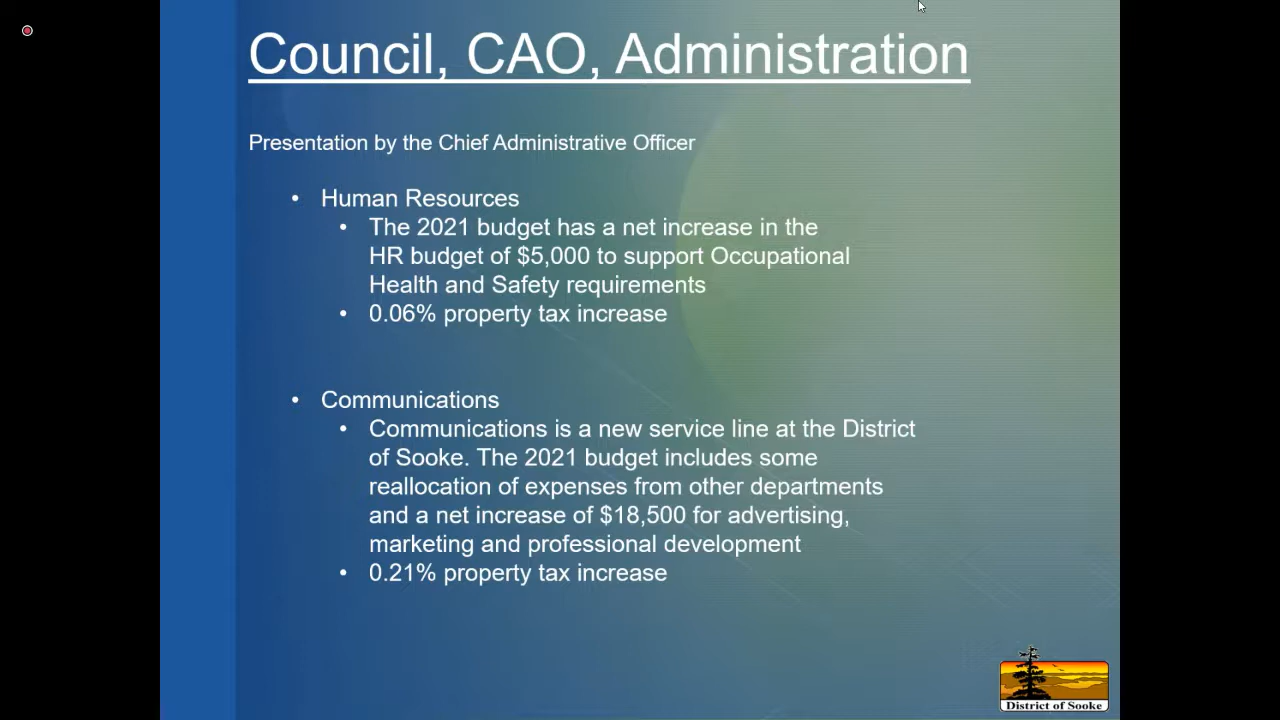 Council, CAO, Administration
Presentation by the Chief Administrative Officer
• Human Resources
• The 2021 budget has a net increase in the
HR budget of $5,000 to support Occupational
Health and Safety requirements
• 0.06% property tax increase
• Communications
• Communications is a new service line at the District
of Sooke. The 2021 budget includes some
reallocation of expenses from other departments
and a net increase of $18,500 for advertising,
marketing and professional development
• 0.21% property tax increase
District of Sooke